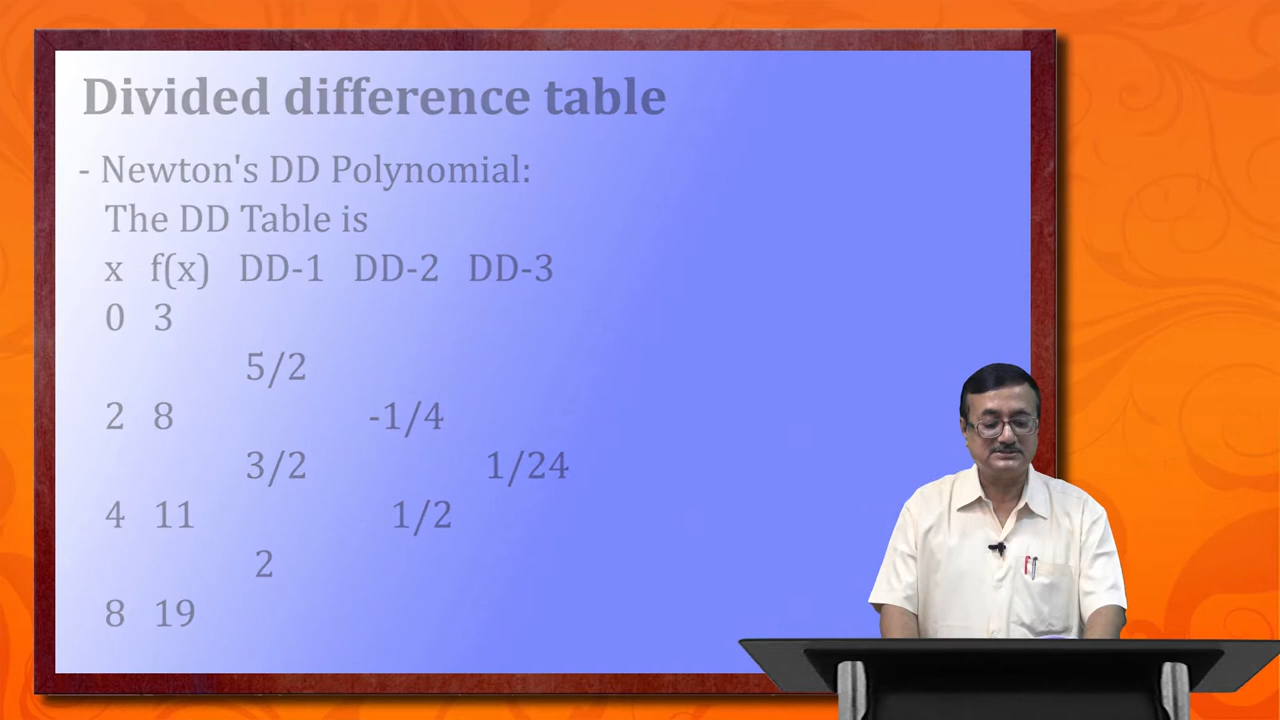 Divided difference table
- Newton's DD Polynomial:
The DD Table is
x f(x) DD-1 DD-2 DD-3
0 3
5/2
2 8 -1/4
3/2 1/24
4 11 1/2
2
8 19